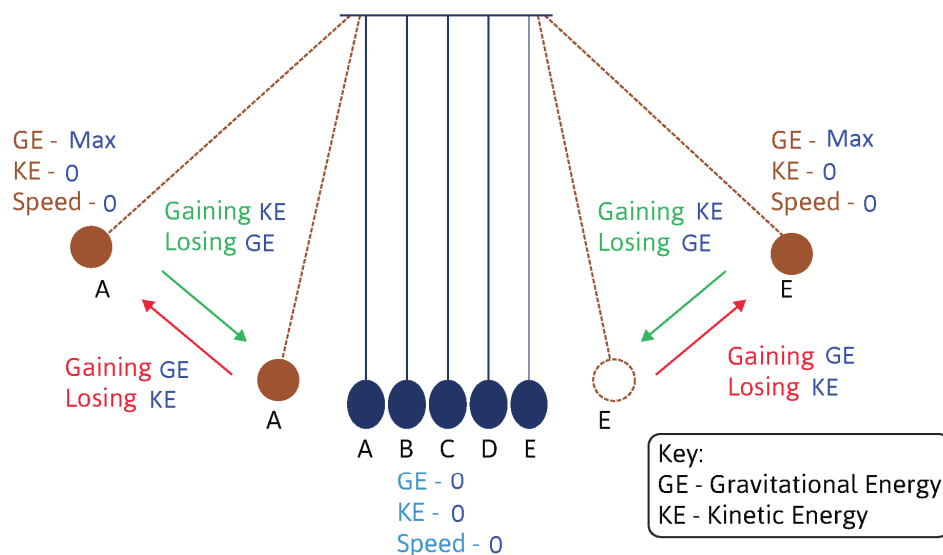 GE - Max
KE - 0
Speed - 0
A
Gaining KE
Losing GE
Gaining GE
Losing KE
A
A B C D E
GE - 0
KE - 0
Speed - 0
GE - Max
KE - 0
Speed - 0
E
Gaining KE
Losing GE
Gaining GE
Losing KE
E
Key:
GE - Gravitational Energy
KE - Kinetic Energy